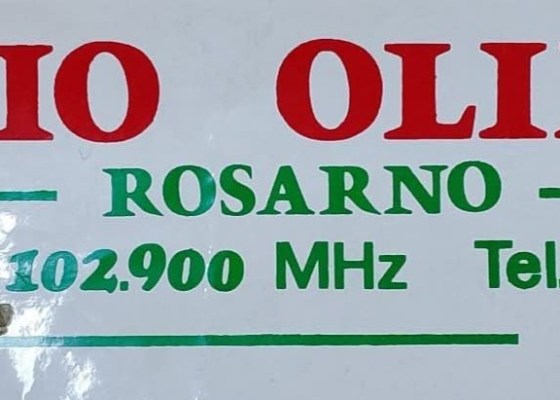 IO OLI
ROSARNO
102.900 MHz Tel.